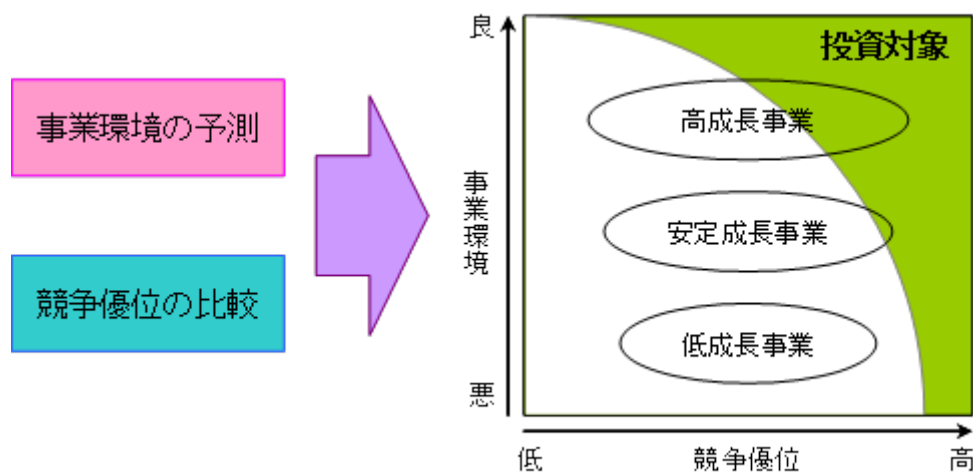 事業環境の予測
競争優位の比較
良
事業環境
悪
投資対象
高成長事業
安定成長事業
低成長事業
低
競争優位
高